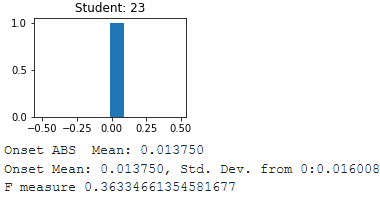 Student: 23
1.0
0.5
0.0
−0.50 −0.25 0.00 0.25 0.50
Onset ABS  Mean: 0.013750
Onset Mean: 0.013750, Std. Dev. from 0:0.016008
F measure 0.36334661354581677